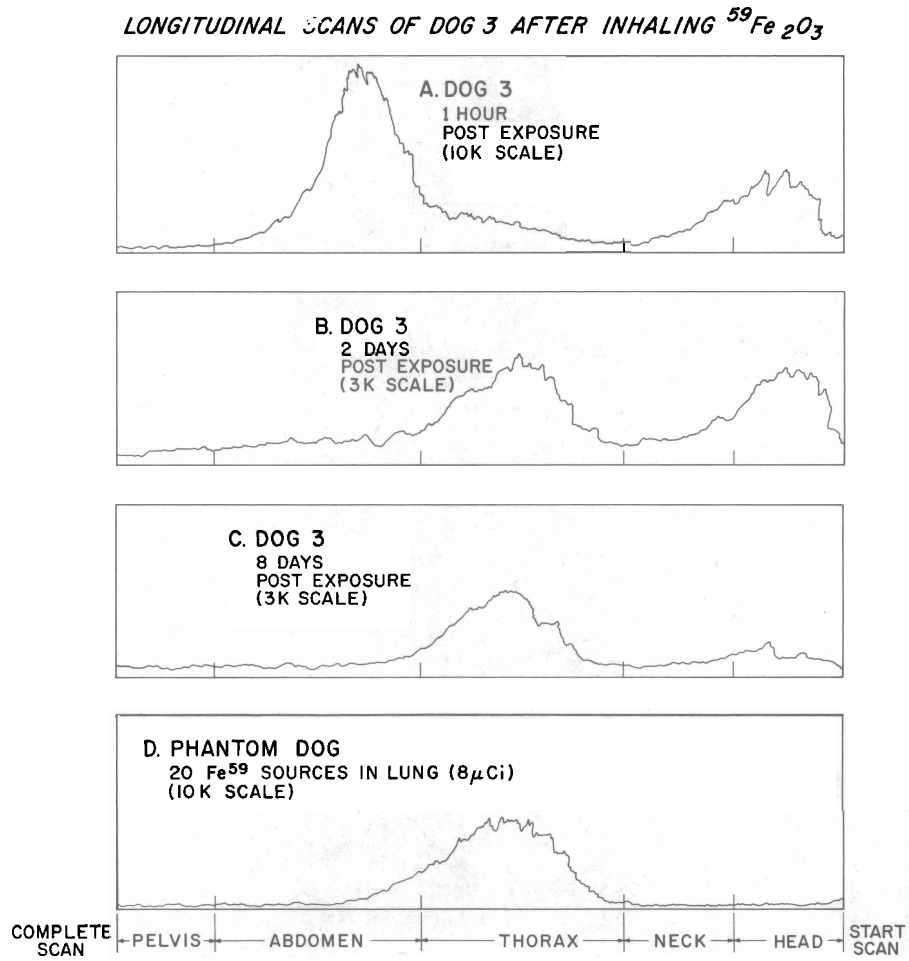 LONGITUDINAL SCANS OF DOG 3 AFTER INHALING ⁵⁹Fe₂O₃
A. DOG 3
1 HOUR
POST EXPOSURE
(10K SCALE)
B. DOG 3
2 DAYS
POST EXPOSURE
(3K SCALE)
C. DOG 3
8 DAYS
POST EXPOSURE
(3K SCALE)
D. PHANTOM DOG
20 Fe⁵⁹ SOURCES IN LUNG (8μCi)
(10K SCALE)
COMPLETE SCAN PELVIS ABDOMEN THORAX NECK HEAD START SCAN